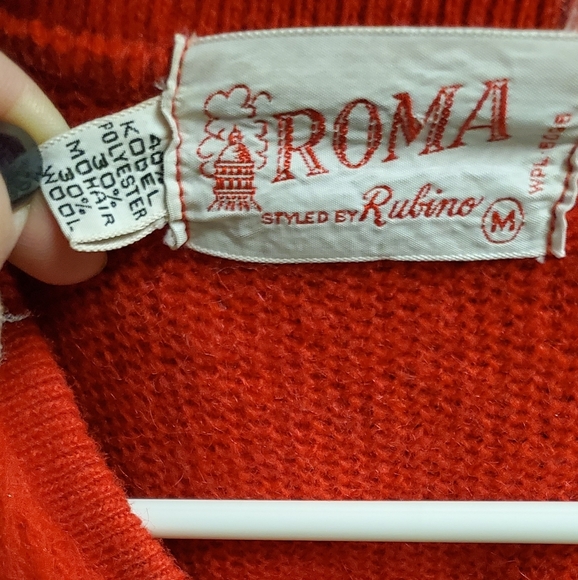 40%
KODEL
POLYESTER
30%
MOHAIR
30%
WOOL
ROMA
STYLED BY Rubino
M
WPL